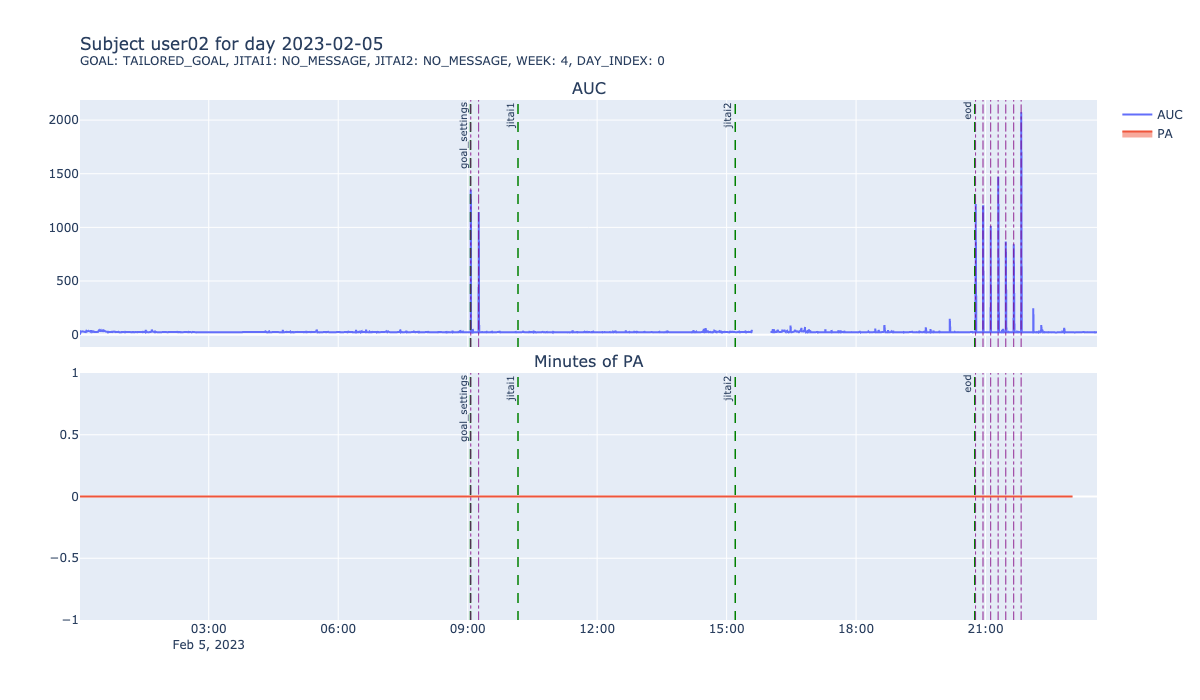 Subject user02 for day 2023-02-05
GOAL: TAILORED_GOAL, JITAI1: NO_MESSAGE, JITAI2: NO_MESSAGE, WEEK: 4, DAY_INDEX: 0
AUC
2000
1500
1000
500
0
goal_settings
jitai1
jitai2
eod
AUC
PA
Minutes of PA
1
0.5
0
−0.5
−1
goal_settings
jitai1
jitai2
eod
03:00
06:00
09:00
12:00
15:00
18:00
21:00
Feb 5, 2023